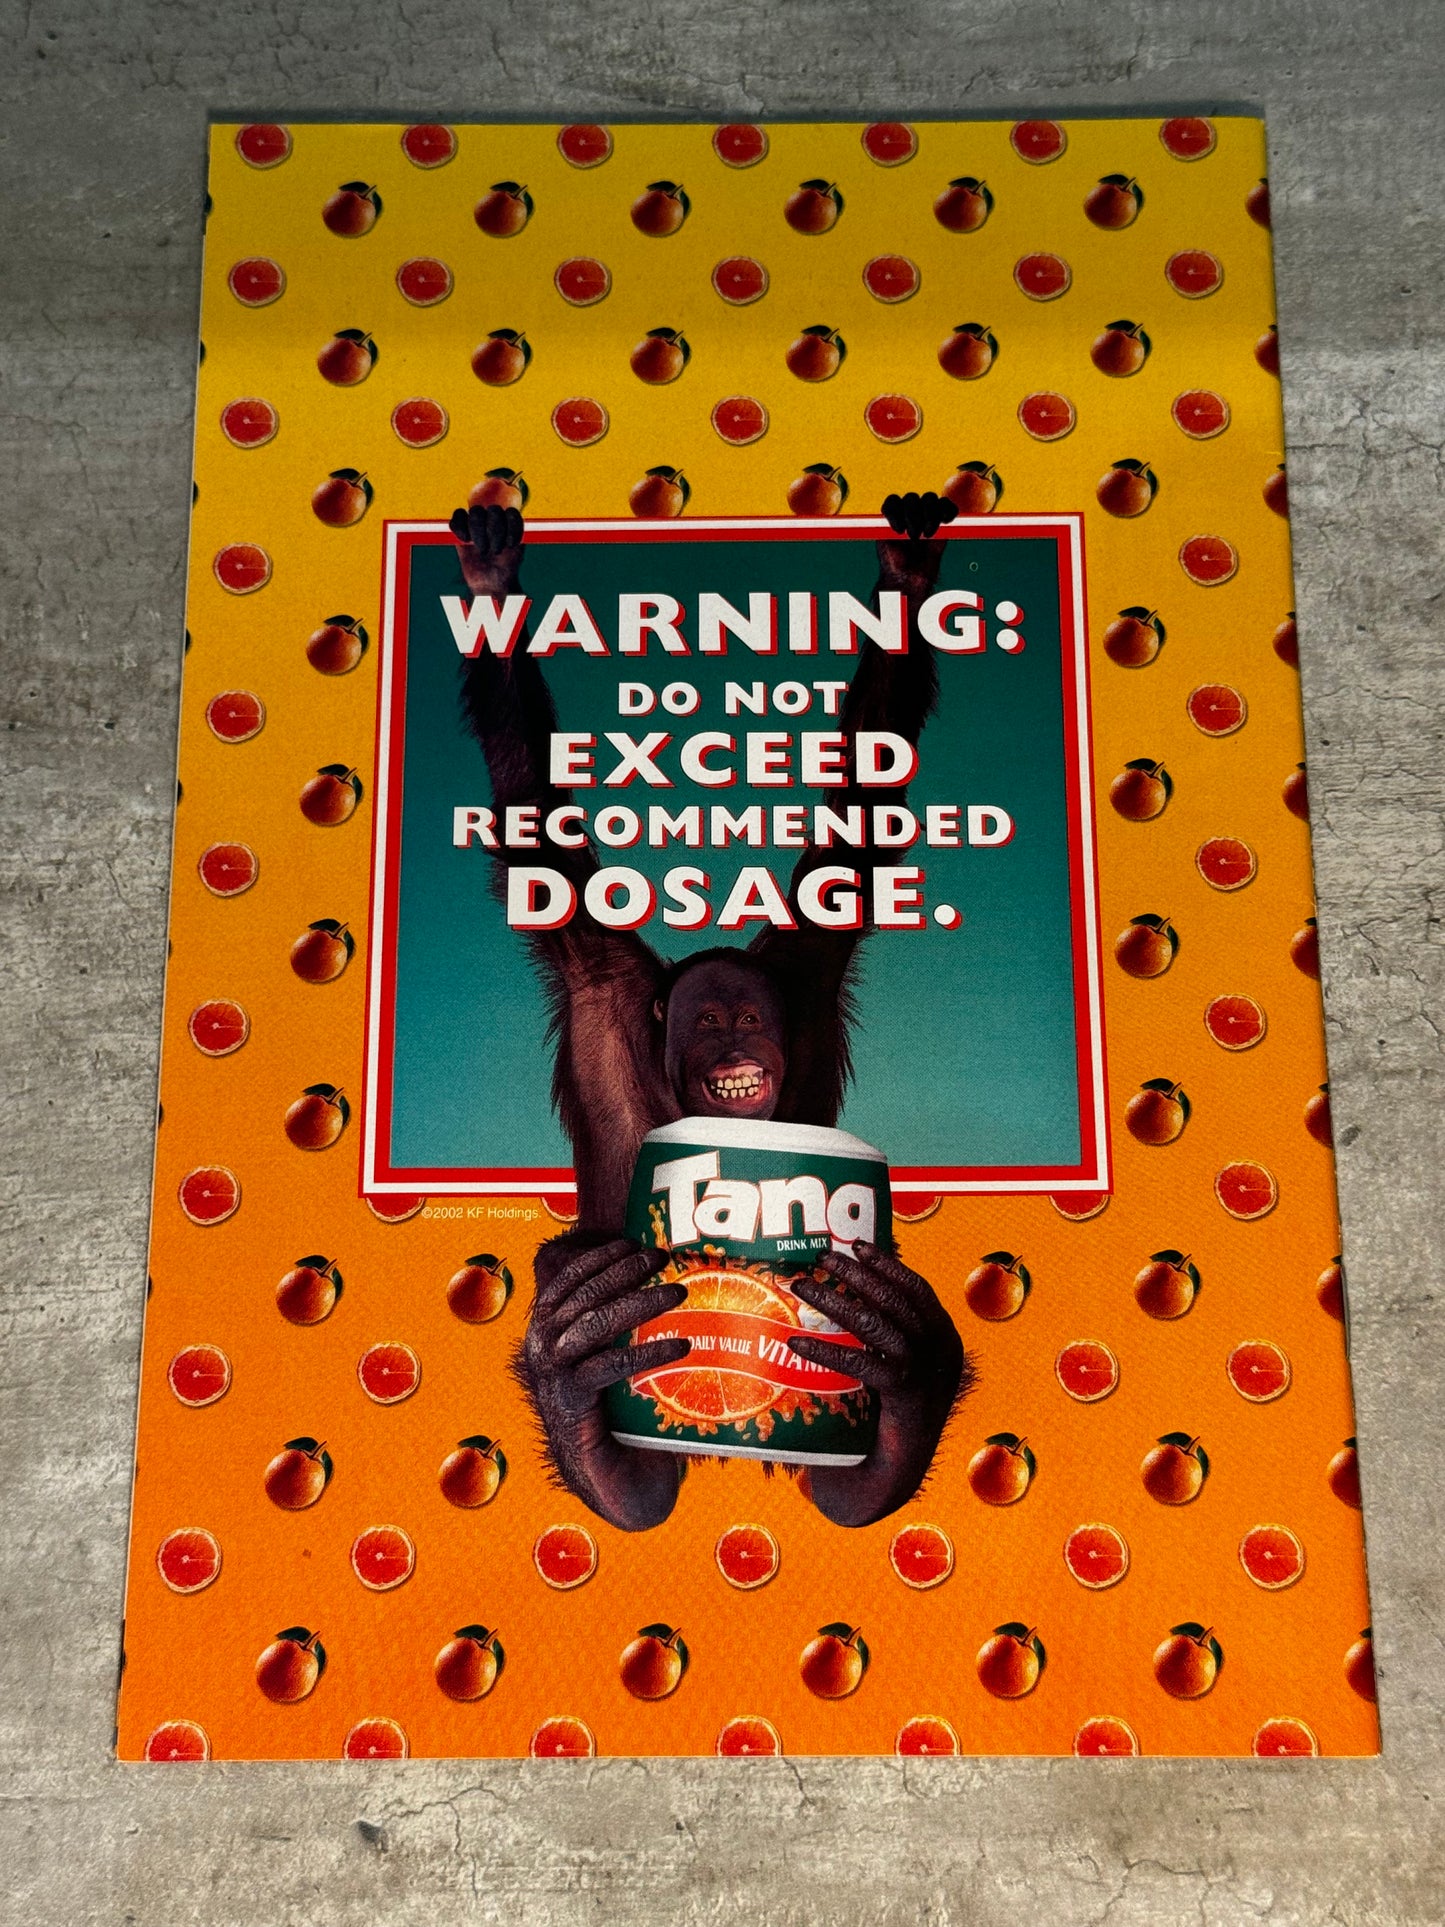 WARNING:
DO NOT
EXCEED
RECOMMENDED
DOSAGE.
©2002 KF Holdings.
Tang
DRINK MIX
DAILY VALUE